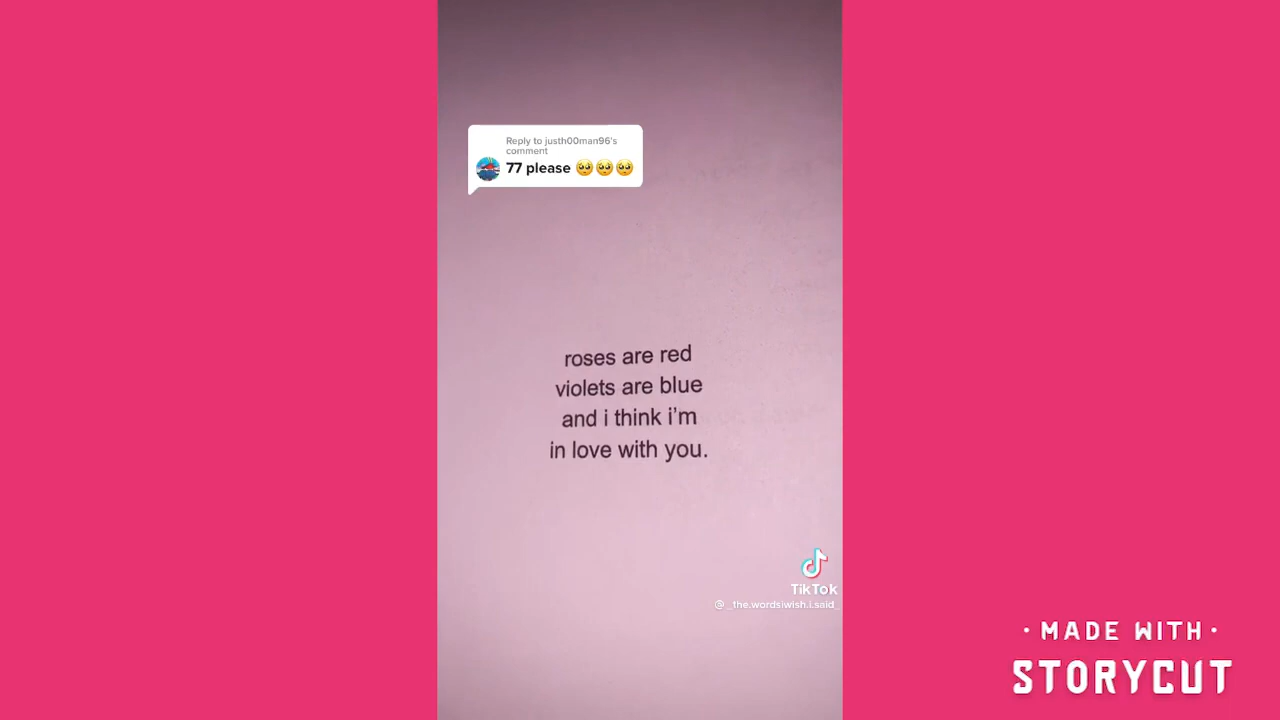 Reply to justh00man96's
comment
77 please 🥺🥺🥺
roses are red
violets are blue
and i think i'm
in love with you.
TikTok
@_the.wordsiwish.i.said_
· MADE WITH ·
STORYCUT